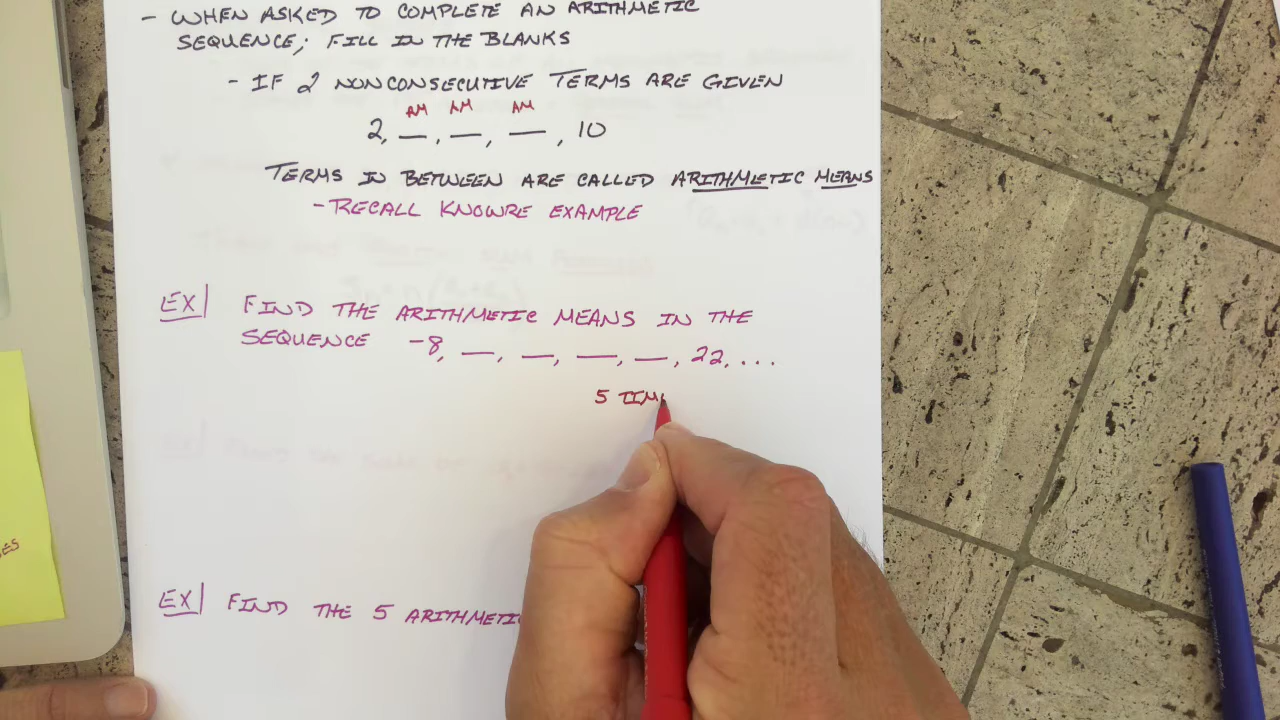 - WHEN ASKED TO COMPLETE AN ARITHMETIC
SEQUENCE; FILL IN THE BLANKS
- IF 2 NONCONSECUTIVE TERMS ARE GIVEN
AM AM AM
2, __, __, __, 10
TERMS IN BETWEEN ARE CALLED ARITHMETIC MEANS
- RECALL KNOWRE EXAMPLE
EX| FIND THE ARITHMETIC MEANS IN THE
SEQUENCE -8, __, __, __, __, 22, ...
5 TIM
EX| FIND THE 5 ARITHMETIC